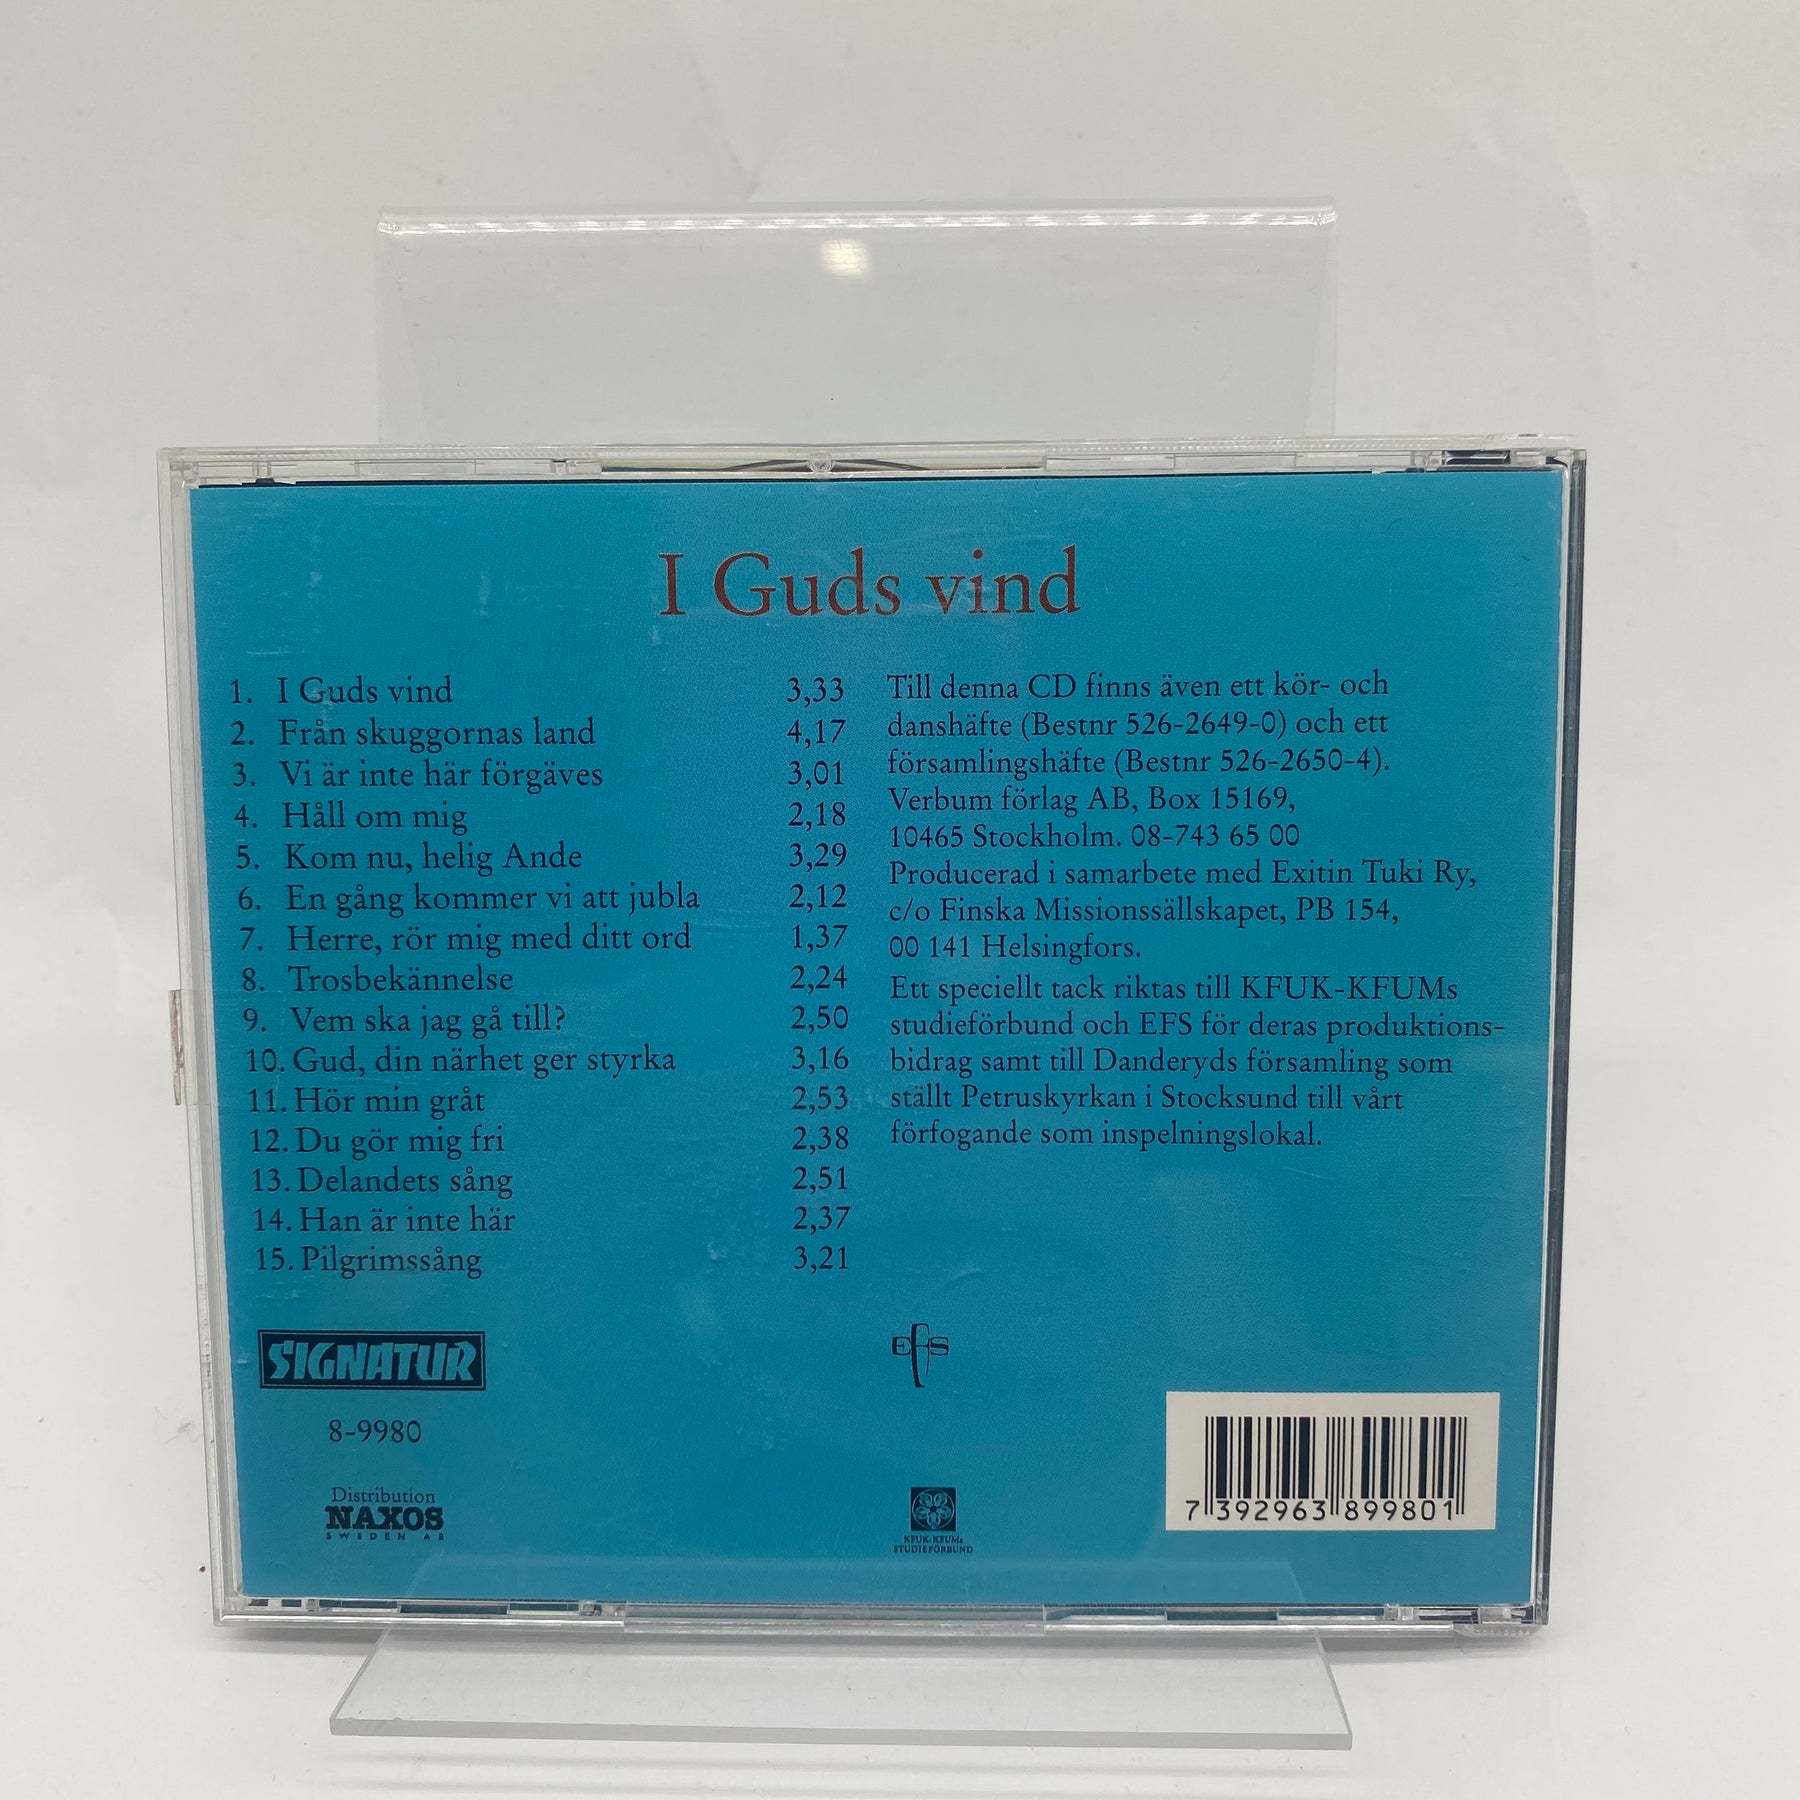 I Guds vind
1. I Guds vind 3,33
2. Från skuggornas land 4,17
3. Vi är inte här förgäves 3,01
4. Håll om mig 2,18
5. Kom nu, helig Ande 3,29
6. En gång kommer vi att jubla 2,12
7. Herre, rör mig med ditt ord 1,37
8. Trosbekännelse 2,24
9. Vem ska jag gå till? 2,50
10. Gud, din närhet ger styrka 3,16
11. Hör min gråt 2,53
12. Du gör mig fri 2,38
13. Delandets sång 2,51
14. Han är inte här 2,37
15. Pilgrimssång 3,21
Till denna CD finns även ett kör- och
danshäfte (Bestnr 526-2649-0) och ett
församlingshäfte (Bestnr 526-2650-4).
Verbum förlag AB, Box 15169,
10465 Stockholm. 08-743 65 00
Producerad i samarbete med Exitin Tuki Ry,
c/o Finska Missionssällskapet, PB 154,
00 141 Helsingfors.
Ett speciellt tack riktas till KFUK-KFUMs
studieförbund och EFS för deras produktions-
bidrag samt till Danderyds församling som
ställt Petruskyrkan i Stocksund till vårt
förfogande som inspelningslokal.
SIGNATUR
8-9980
Distribution
NAXOS
SWEDEN AB
EFS
KFUK-KFUMs
STUDIEFÖRBUND
7 392963 899801